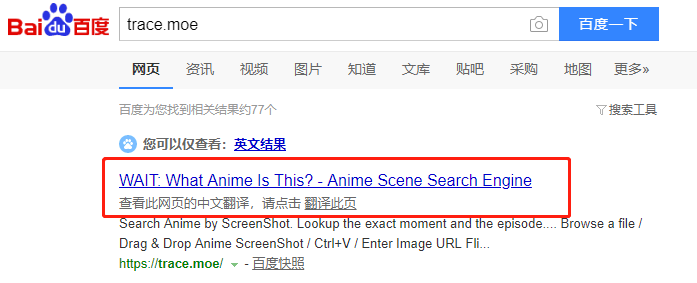 Bai du 百度
trace.moe
百度一下
网页 资讯 视频 图片 知道 文库 贴吧 采购 地图 更多»
百度为您找到相关结果约77个
搜索工具
您可以仅查看：英文结果
WAIT: What Anime Is This? - Anime Scene Search Engine
查看此网页的中文翻译，请点击 翻译此页
Search Anime by ScreenShot. Lookup the exact moment and the episode.... Browse a file /
Drag & Drop Anime ScreenShot / Ctrl+V / Enter Image URL Fli...
https://trace.moe/ - 百度快照